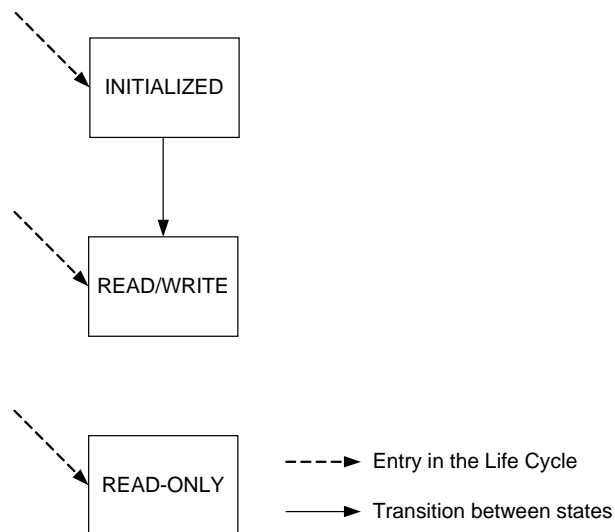 INITIALIZED
READ/WRITE
READ-ONLY
Entry in the Life Cycle
Transition between states